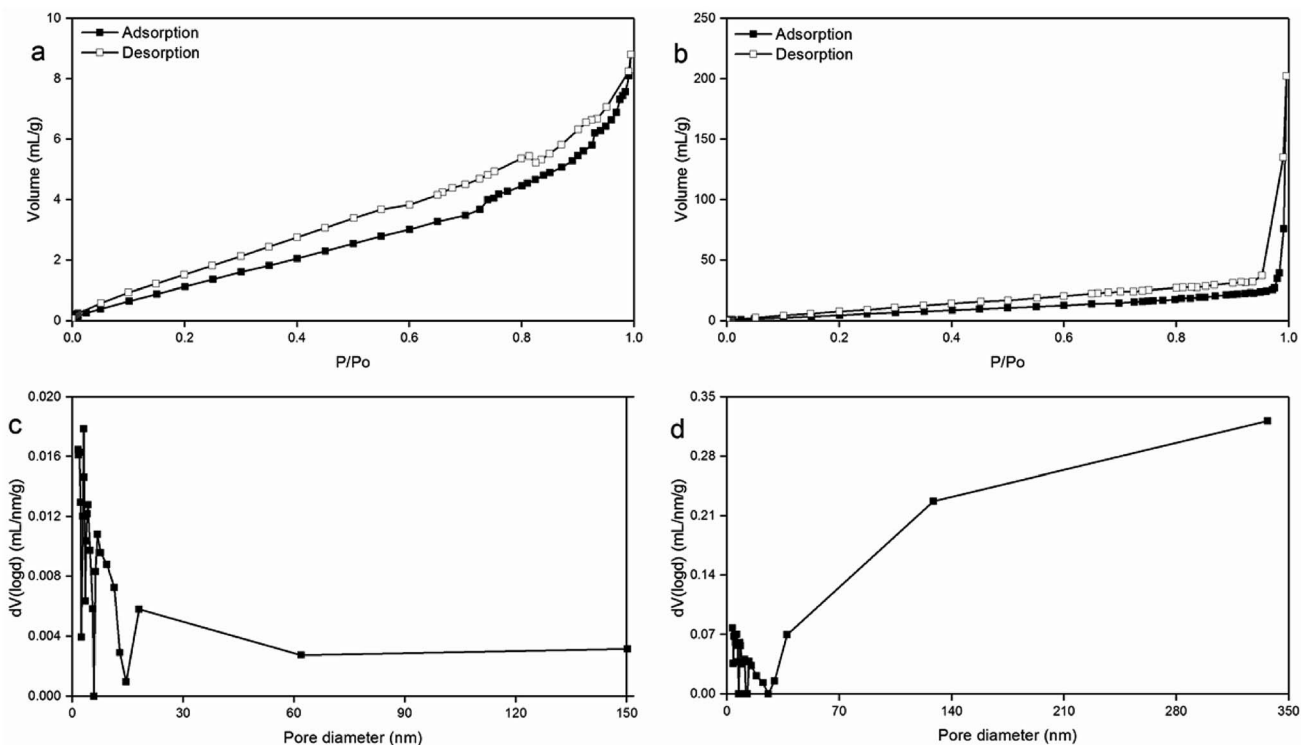 a
Adsorption
Desorption
10
8
6
4
2
0
Volume (mL/g)
0.0 0.2 0.4 0.6 0.8 1.0
P/Po
b
Adsorption
Desorption
250
200
150
100
50
0
Volume (mL/g)
0.0 0.2 0.4 0.6 0.8 1.0
P/Po
c
0.020
0.016
0.012
0.008
0.004
0.000
dV(logd) (mL/nm/g)
0 30 60 90 120 150
Pore diameter (nm)
d
0.35
0.28
0.21
0.14
0.07
0.00
dV(logd) (mL/nm/g)
0 70 140 210 280 350
Pore diameter (nm)